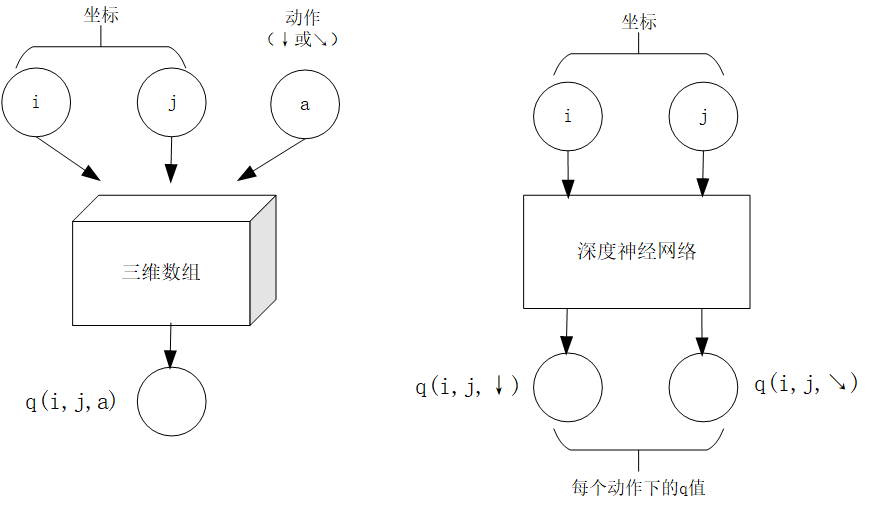 坐标
动作
(↓或↘)
i
j
a
三维数组
q(i,j,a)
坐标
i
j
深度神经网络
q(i,j,↓)
q(i,j,↘)
每个动作下的q值